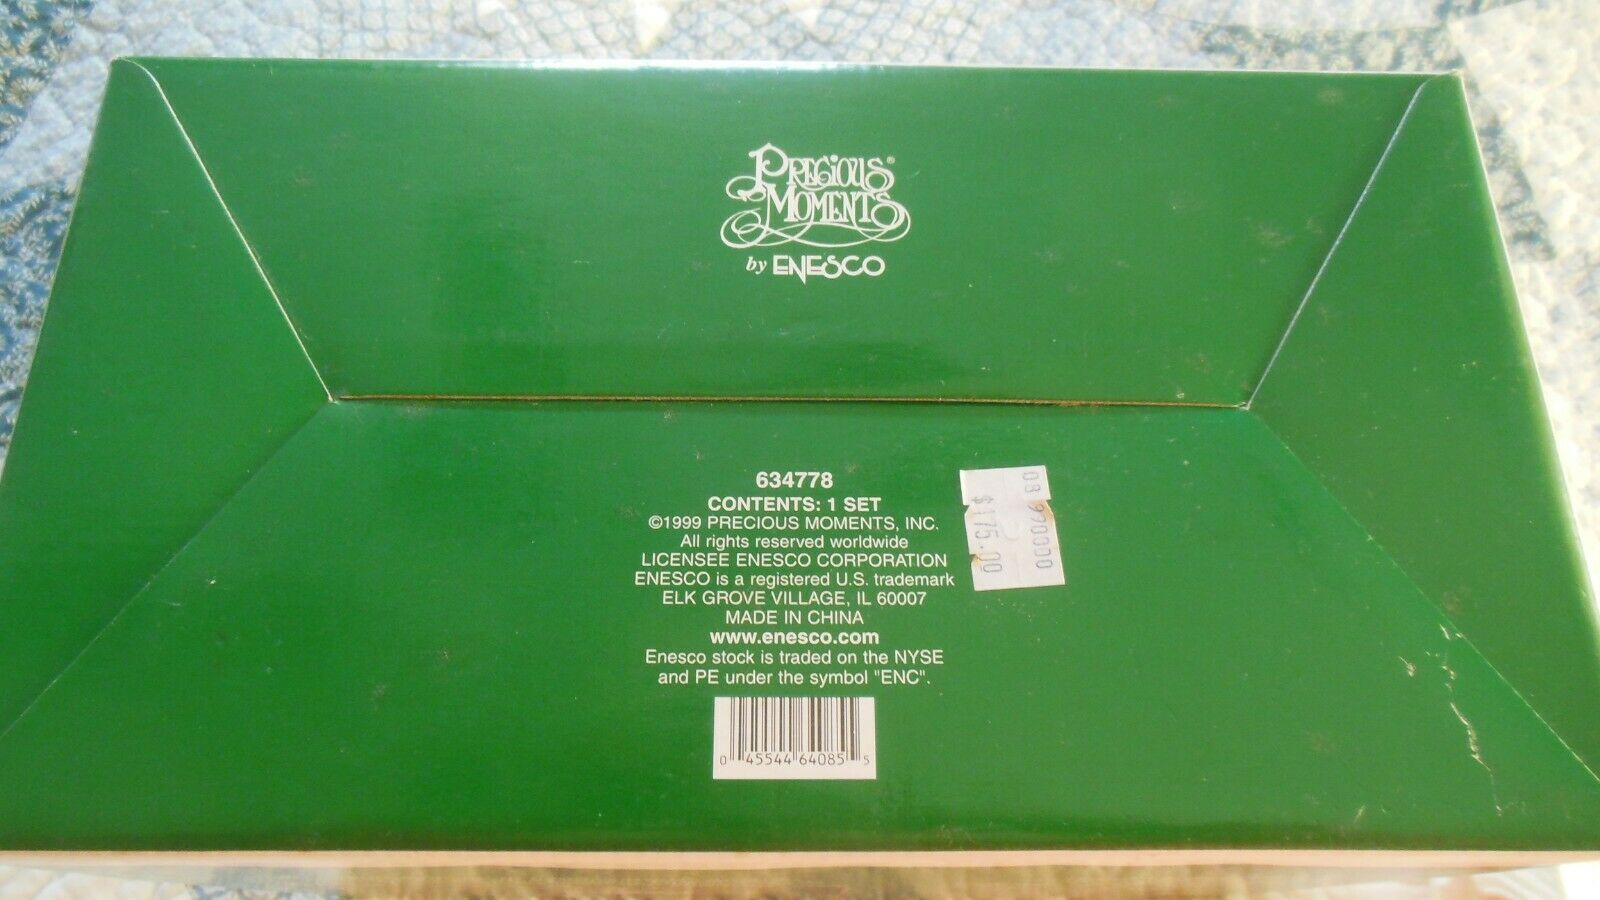 PRECIOUS®
MOMENTS
by ENESCO
634778
CONTENTS: 1 SET
©1999 PRECIOUS MOMENTS, INC.
All rights reserved worldwide
LICENSEE ENESCO CORPORATION
ENESCO is a registered U.S. trademark
ELK GROVE VILLAGE, IL 60007
MADE IN CHINA
www.enesco.com
Enesco stock is traded on the NYSE
and PE under the symbol "ENC".
0 45544 64085 5
08 990000
$175.00